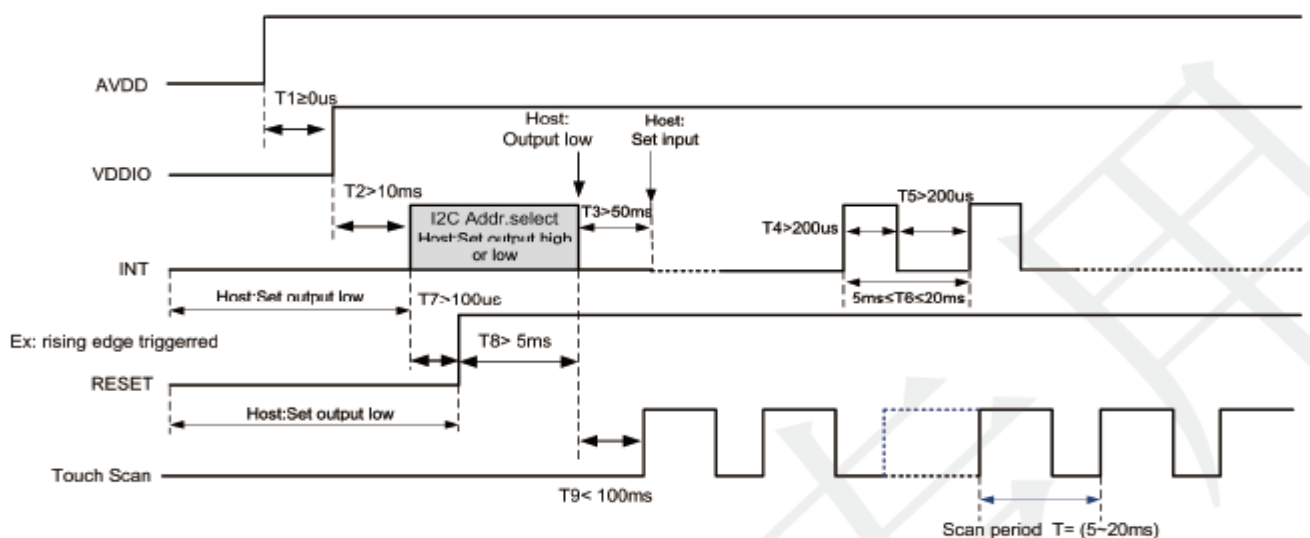 AVDD
T1≥0us
VDDIO
Host:
Output low
Host:
Set input
T2>10ms
I2C Addr.select
Host:Set output high
or low
T3>50ms
T4>200us
T5>200us
INT
Host:Set output low
T7>100us
5ms≤T6≤20ms
Ex: rising edge triggerred
T8> 5ms
RESET
Host:Set output low
Touch Scan
T9< 100ms
Scan period T= (5~20ms)